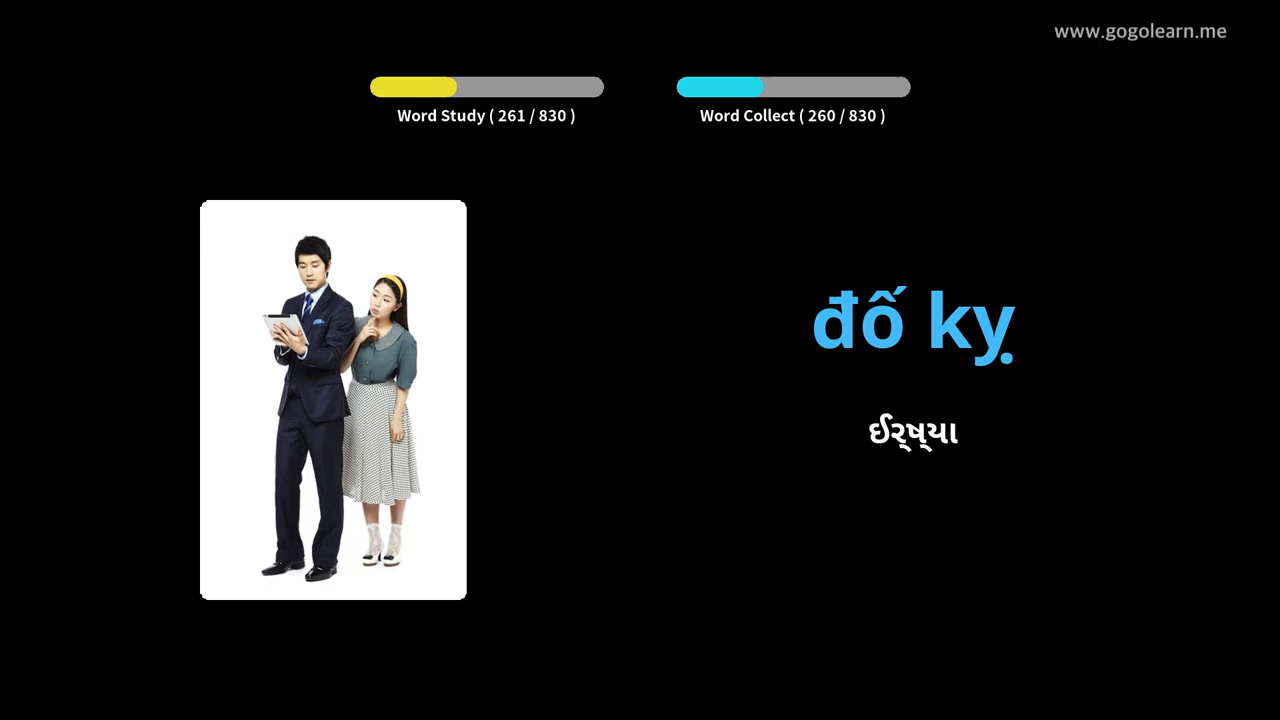 www.gogolearn.me
Word Study ( 261 / 830 )
Word Collect ( 260 / 830 )
đố kỵ
ઈર્ષ્યા